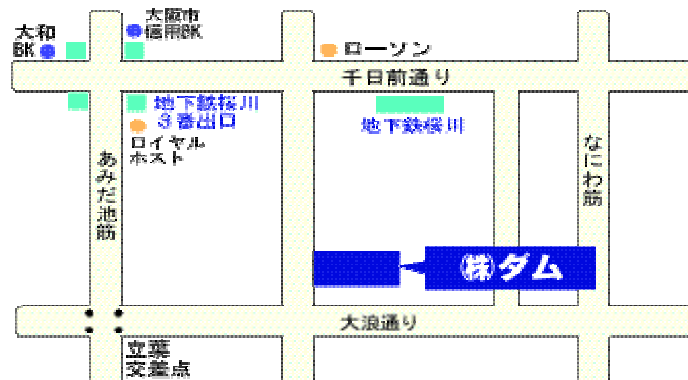 大阪市
信用BK
大和
BK
ローソン
千日前通り
地下鉄桜川
3番出口
ロイヤル
ホスト
地下鉄桜川
あみだ池筋
なにわ筋
㈱ダム
大浪通り
立葉
交差点